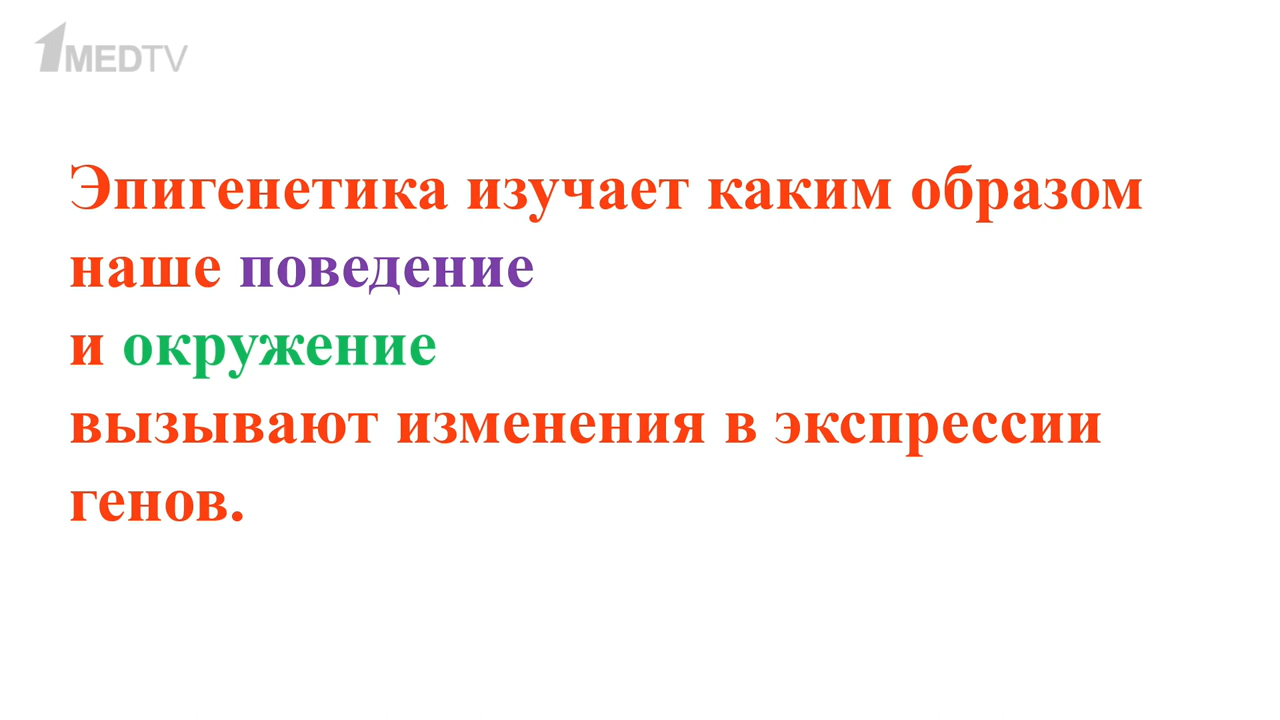 1MEDTV
Эпигенетика изучает каким образом
наше поведение
и окружение
вызывают изменения в экспрессии
генов.